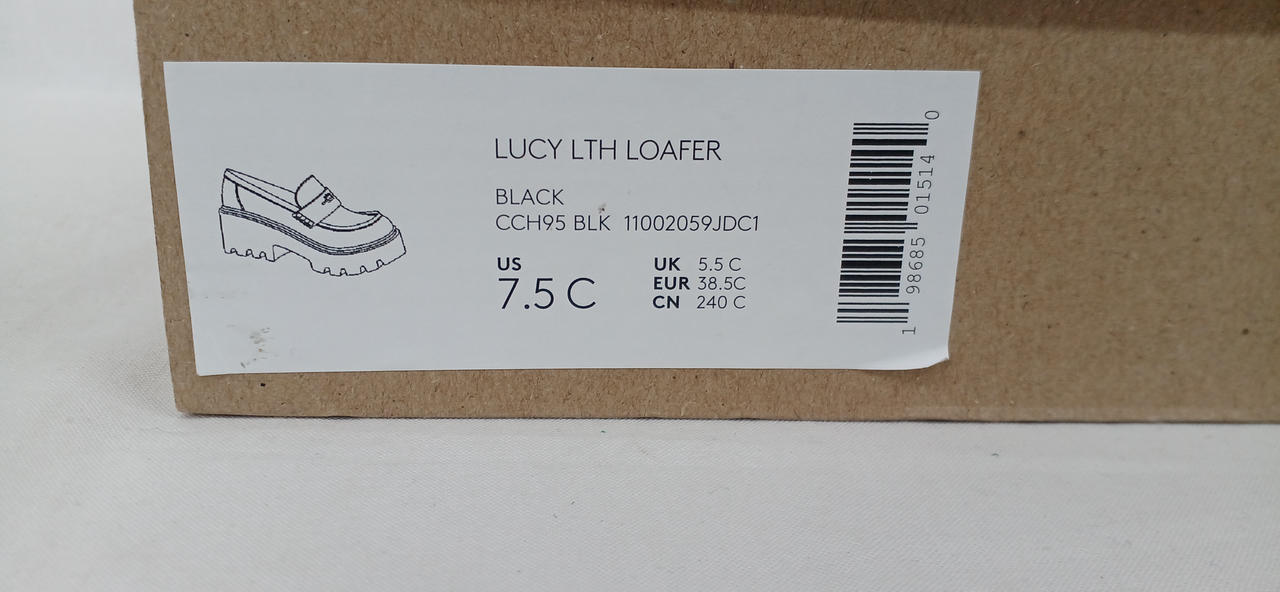 LUCY LTH LOAFER
BLACK
CCH95 BLK 11002059JDC1
US
7.5 C
UK 5.5 C
EUR 38.5C
CN 240 C
1 98685 01514 0